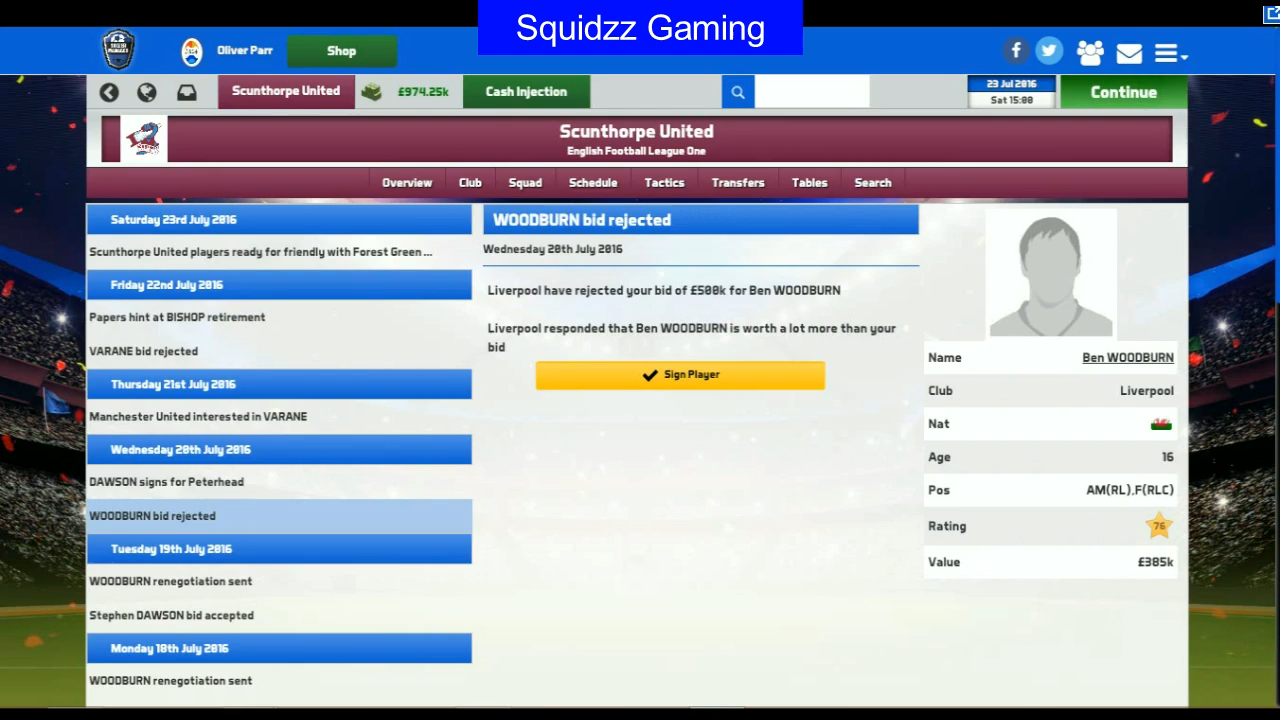 Squidzz Gaming
Oliver Parr
Shop
Scunthorpe United
£974.25k
Cash Injection
23 Jul 2016
Sat 15:00
Continue
Scunthorpe United
English Football League One
Overview Club Squad Schedule Tactics Transfers Tables Search
Saturday 23rd July 2016
Scunthorpe United players ready for friendly with Forest Green ...
Friday 22nd July 2016
Papers hint at BISHOP retirement
VARANE bid rejected
Thursday 21st July 2016
Manchester United interested in VARANE
Wednesday 20th July 2016
DAWSON signs for Peterhead
WOODBURN bid rejected
Tuesday 19th July 2016
WOODBURN renegotiation sent
Stephen DAWSON bid accepted
Monday 18th July 2016
WOODBURN renegotiation sent
WOODBURN bid rejected
Wednesday 20th July 2016
Liverpool have rejected your bid of £500k for Ben WOODBURN
Liverpool responded that Ben WOODBURN is worth a lot more than your
bid
Sign Player
Name Ben WOODBURN
Club Liverpool
Nat
Age 16
Pos AM(RL),F(RLC)
Rating 76
Value £385k